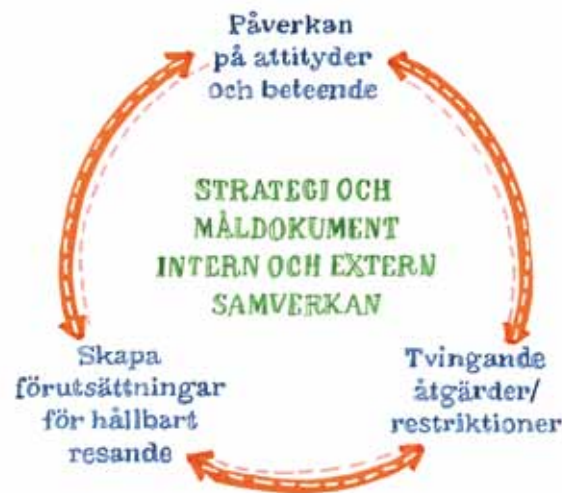 Påverkan
på attityder
och beteende
STRATEGI OCH
MÅLDOKUMENT
INTERN OCH EXTERN
SAMVERKAN
Skapa
förutsättningar
för hållbart
resande
Tvingande
åtgärder/
restriktioner